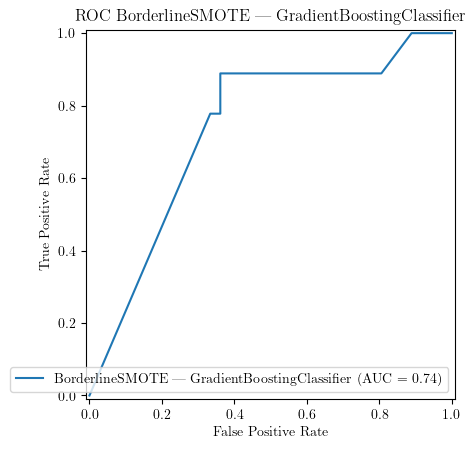 ROC BorderlineSMOTE — GradientBoostingClassifier
1.0
0.8
0.6
0.4
0.2
0.0
True Positive Rate
BorderlineSMOTE — GradientBoostingClassifier (AUC = 0.74)
0.0 0.2 0.4 0.6 0.8 1.0
False Positive Rate